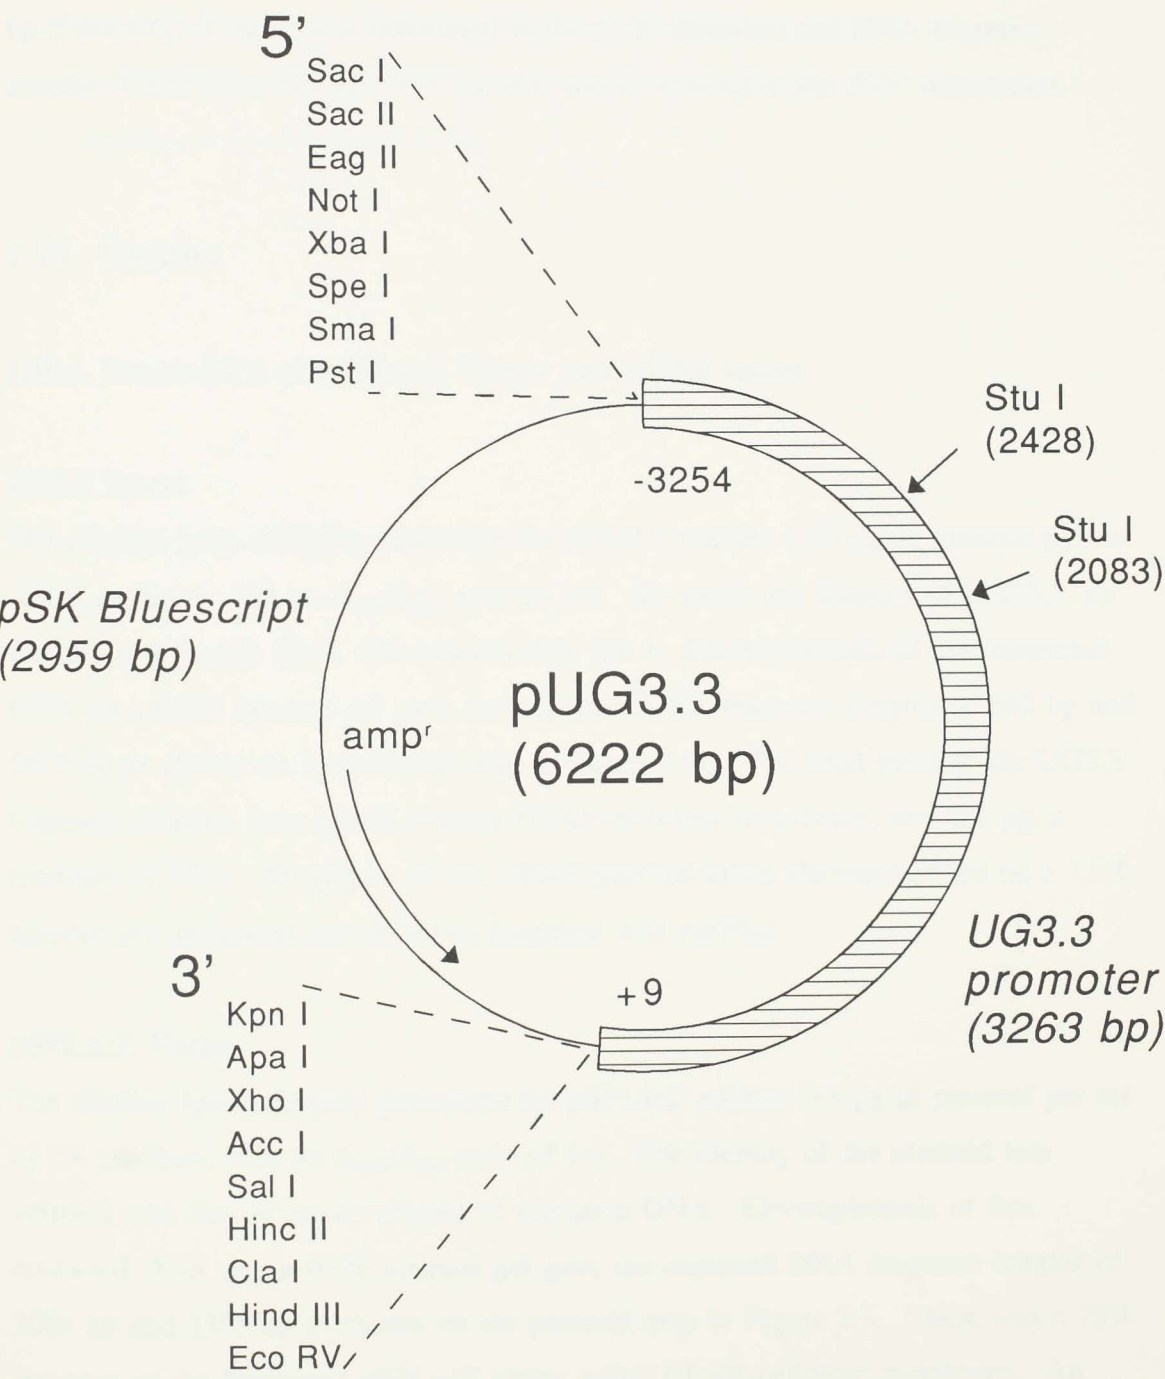 5’
Sac I
Sac II
Eag II
Not I
Xba I
Spe I
Sma I
Pst I
Stu I
(2428)
-3254
Stu I
(2083)
pSK Bluescript
(2959 bp)
pUG3.3
(6222 bp)
ampʳ
UG3.3
promoter
(3263 bp)
+9
3’
Kpn I
Apa I
Xho I
Acc I
Sal I
Hinc II
Cla I
Hind III
Eco RV